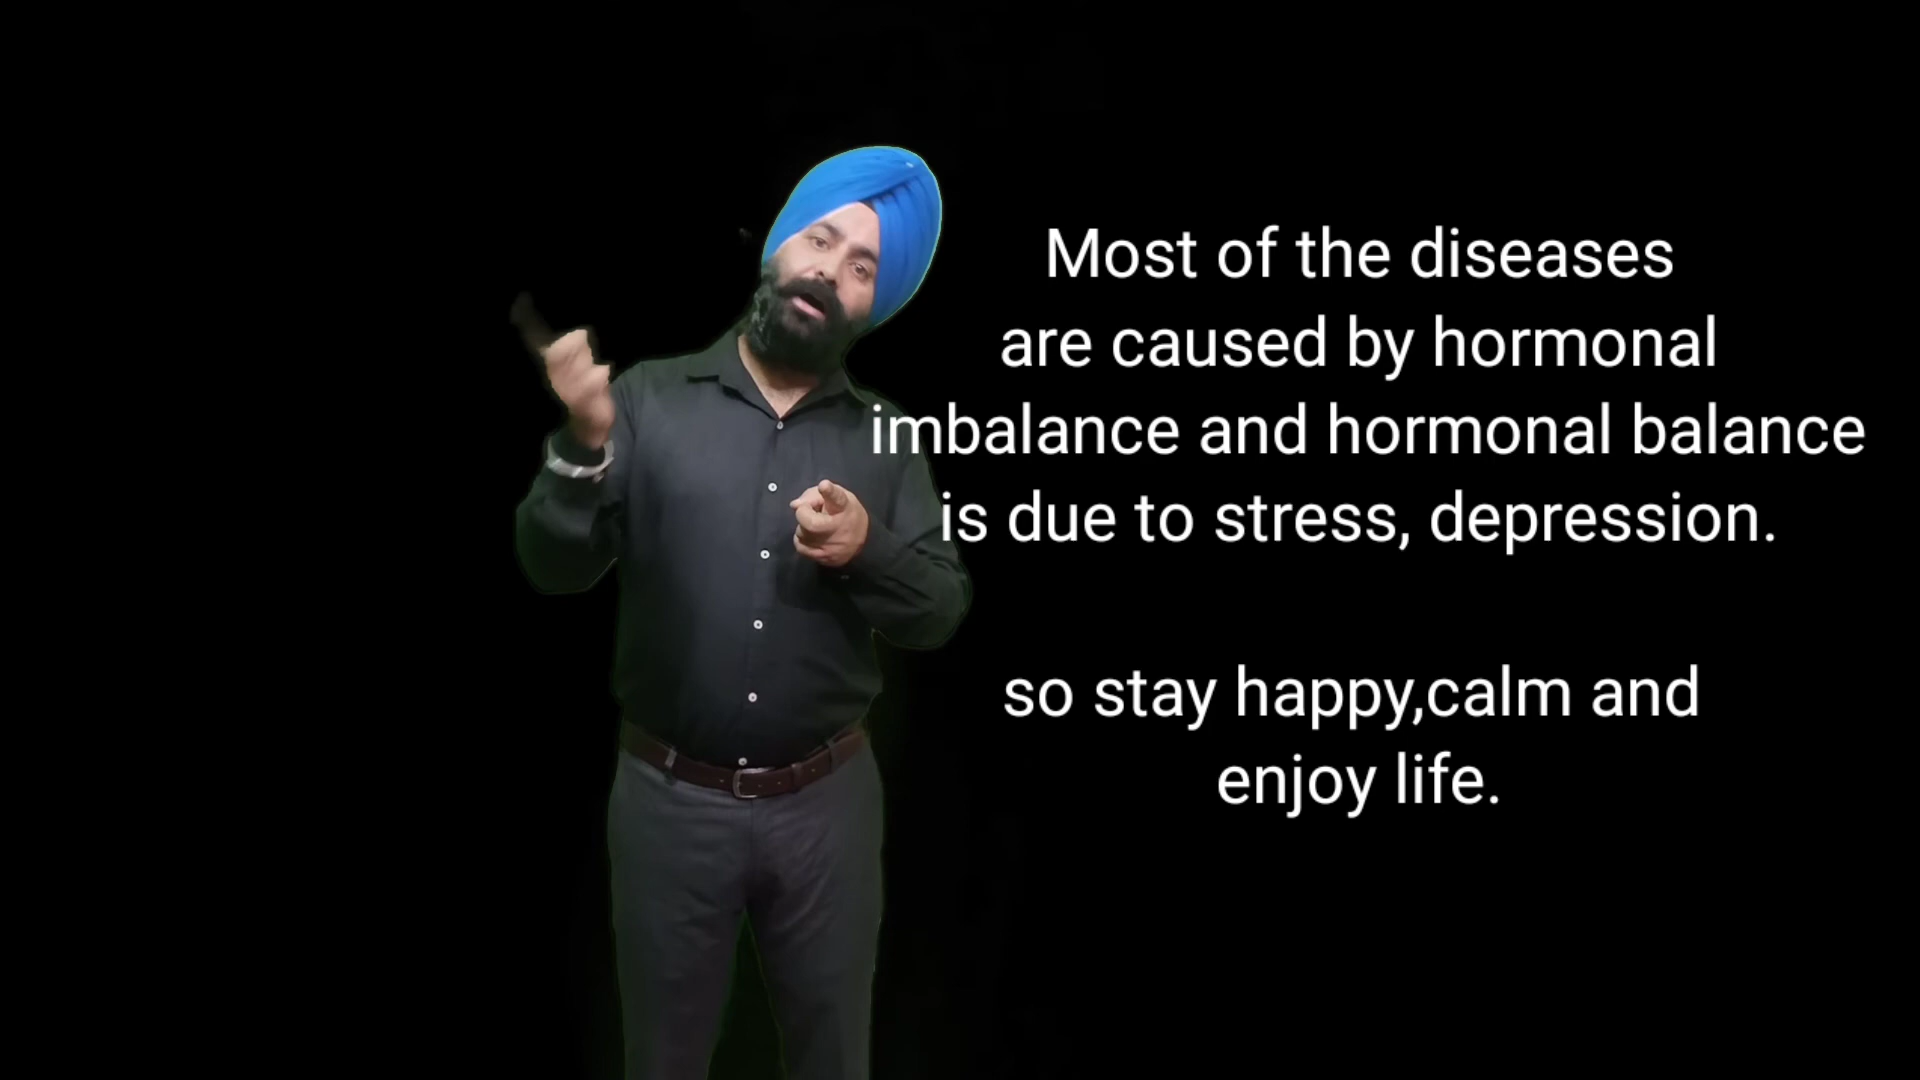 Most of the diseases
are caused by hormonal
imbalance and hormonal balance
is due to stress, depression.
so stay happy,calm and
enjoy life.